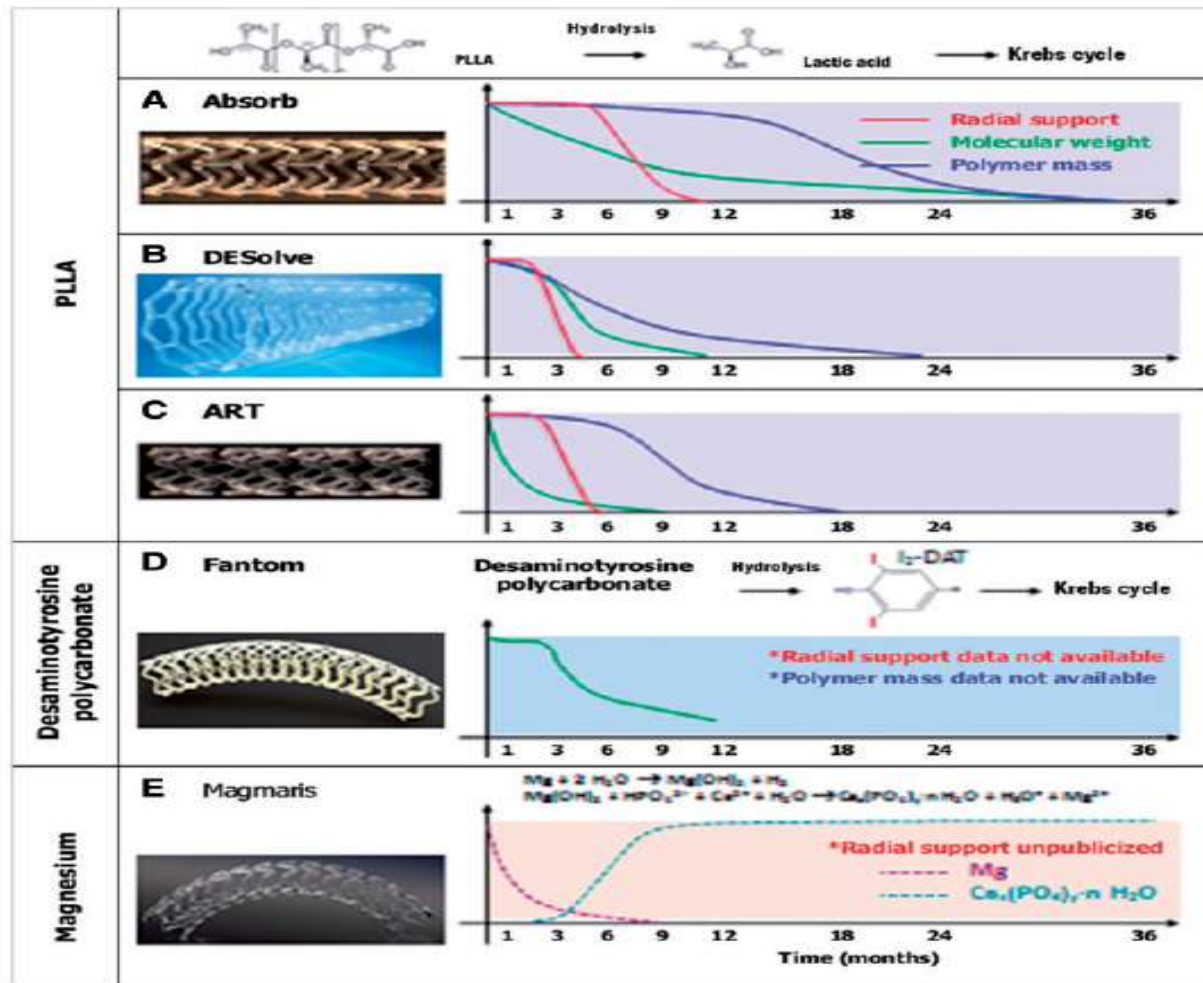 PLLA
Hydrolysis
Lactic acid
Krebs cycle
PLLA
A Absorb
Radial support
Molecular weight
Polymer mass
1 3 6 9 12 18 24 36
B DESolve
1 3 6 9 12 18 24 36
C ART
1 3 6 9 12 18 24 36
Desaminotyrosine
polycarbonate
D Fantom
Desaminotyrosine
polycarbonate
Hydrolysis
I₂-DAT
Krebs cycle
*Radial support data not available
*Polymer mass data not available
1 3 6 9 12 18 24 36
Magnesium
E Magmaris
Mg + 2 H₂O → Mg(OH)₂ + H₂
*Radial support unpublicized
Mg
1 3 6 9 12 18 24 36
Time (months)